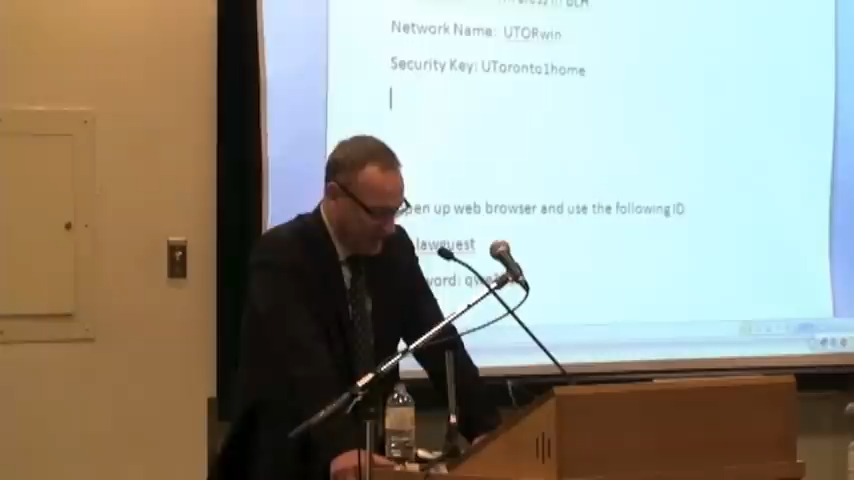 Network Name: UTORwin
Security Key: UToronto1home
pen up web browser and use the following ID
lawguest
word: